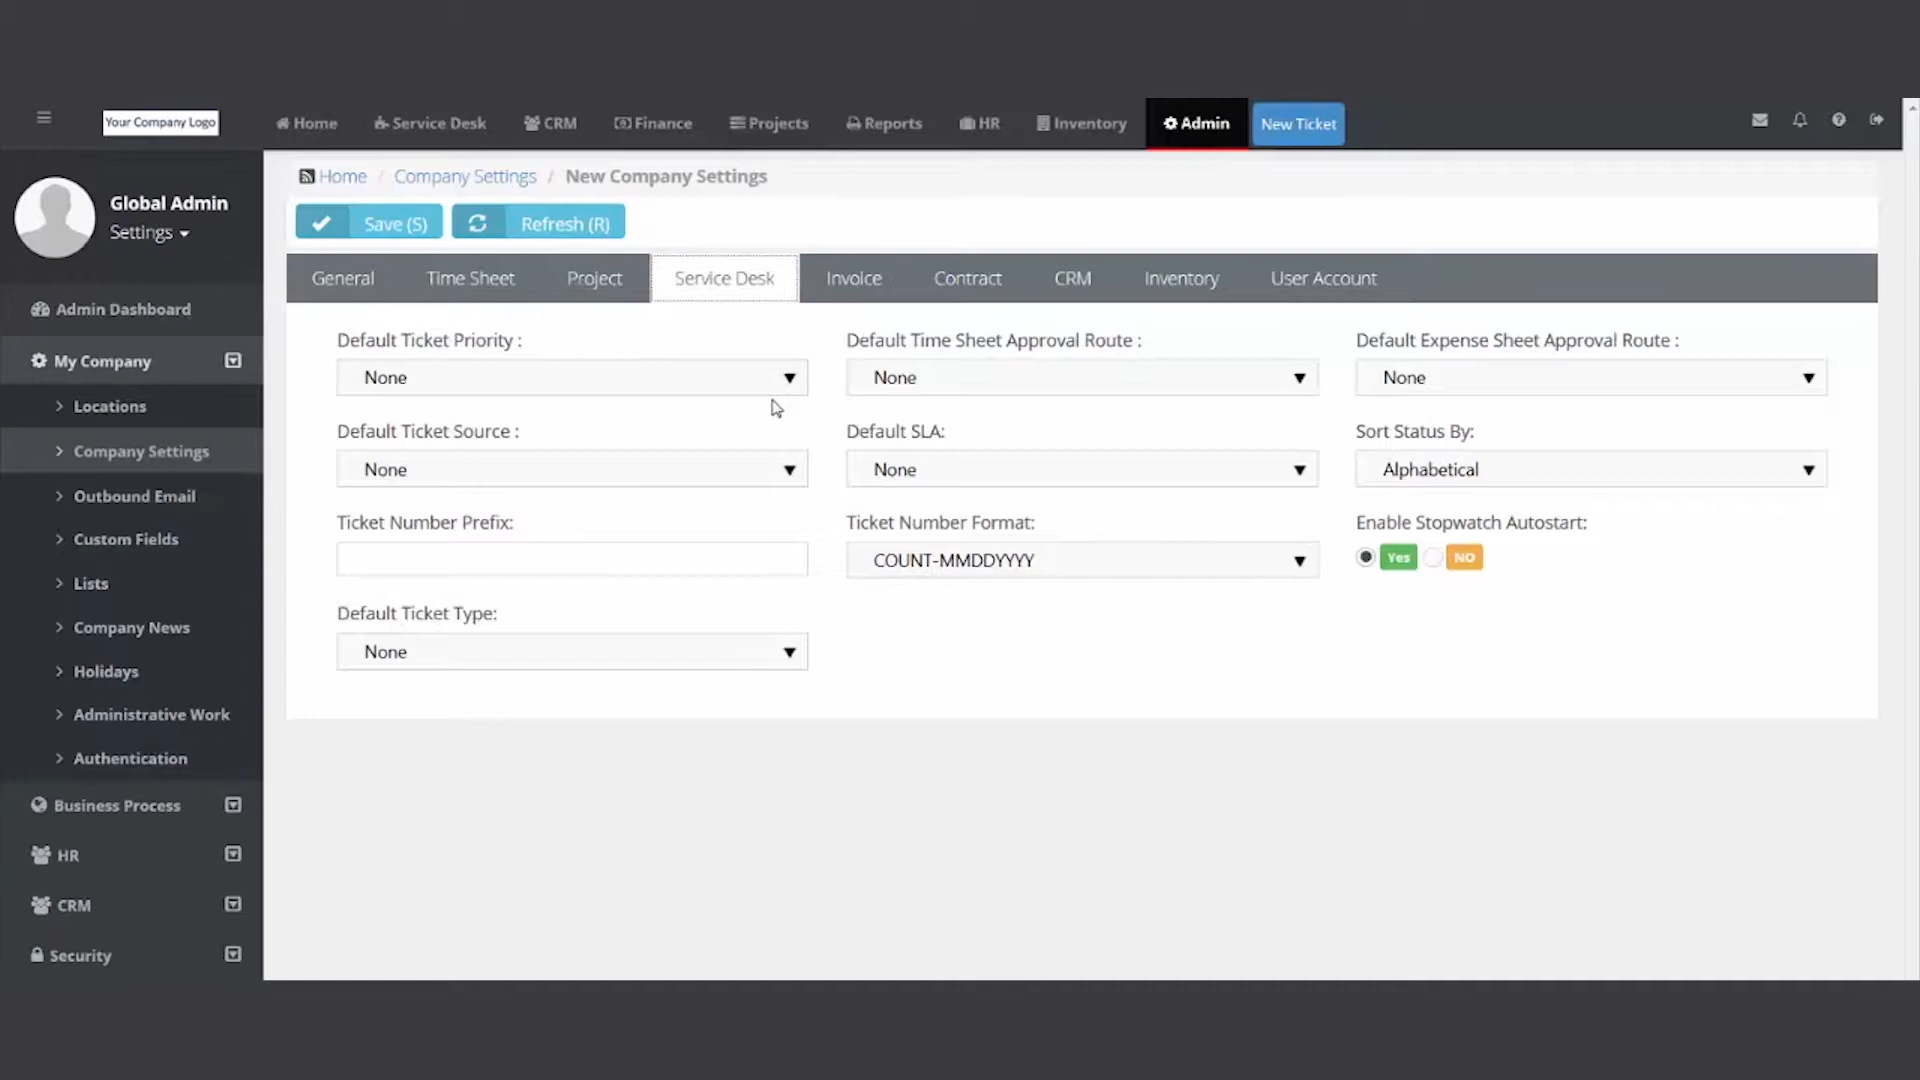 Your Company Logo
Home
Service Desk
CRM
Finance
Projects
Reports
HR
Inventory
Admin
New Ticket
Global Admin
Settings
Admin Dashboard
My Company
Locations
Company Settings
Outbound Email
Custom Fields
Lists
Company News
Holidays
Administrative Work
Authentication
Business Process
HR
CRM
Security
Home / Company Settings / New Company Settings
Save (S)
Refresh (R)
General
Time Sheet
Project
Service Desk
Invoice
Contract
CRM
Inventory
User Account
Default Ticket Priority :
None
Default Time Sheet Approval Route :
None
Default Expense Sheet Approval Route :
None
Default Ticket Source :
None
Default SLA:
None
Sort Status By:
Alphabetical
Ticket Number Prefix:
Ticket Number Format:
COUNT-MMDDYYYY
Enable Stopwatch Autostart:
Yes
NO
Default Ticket Type:
None